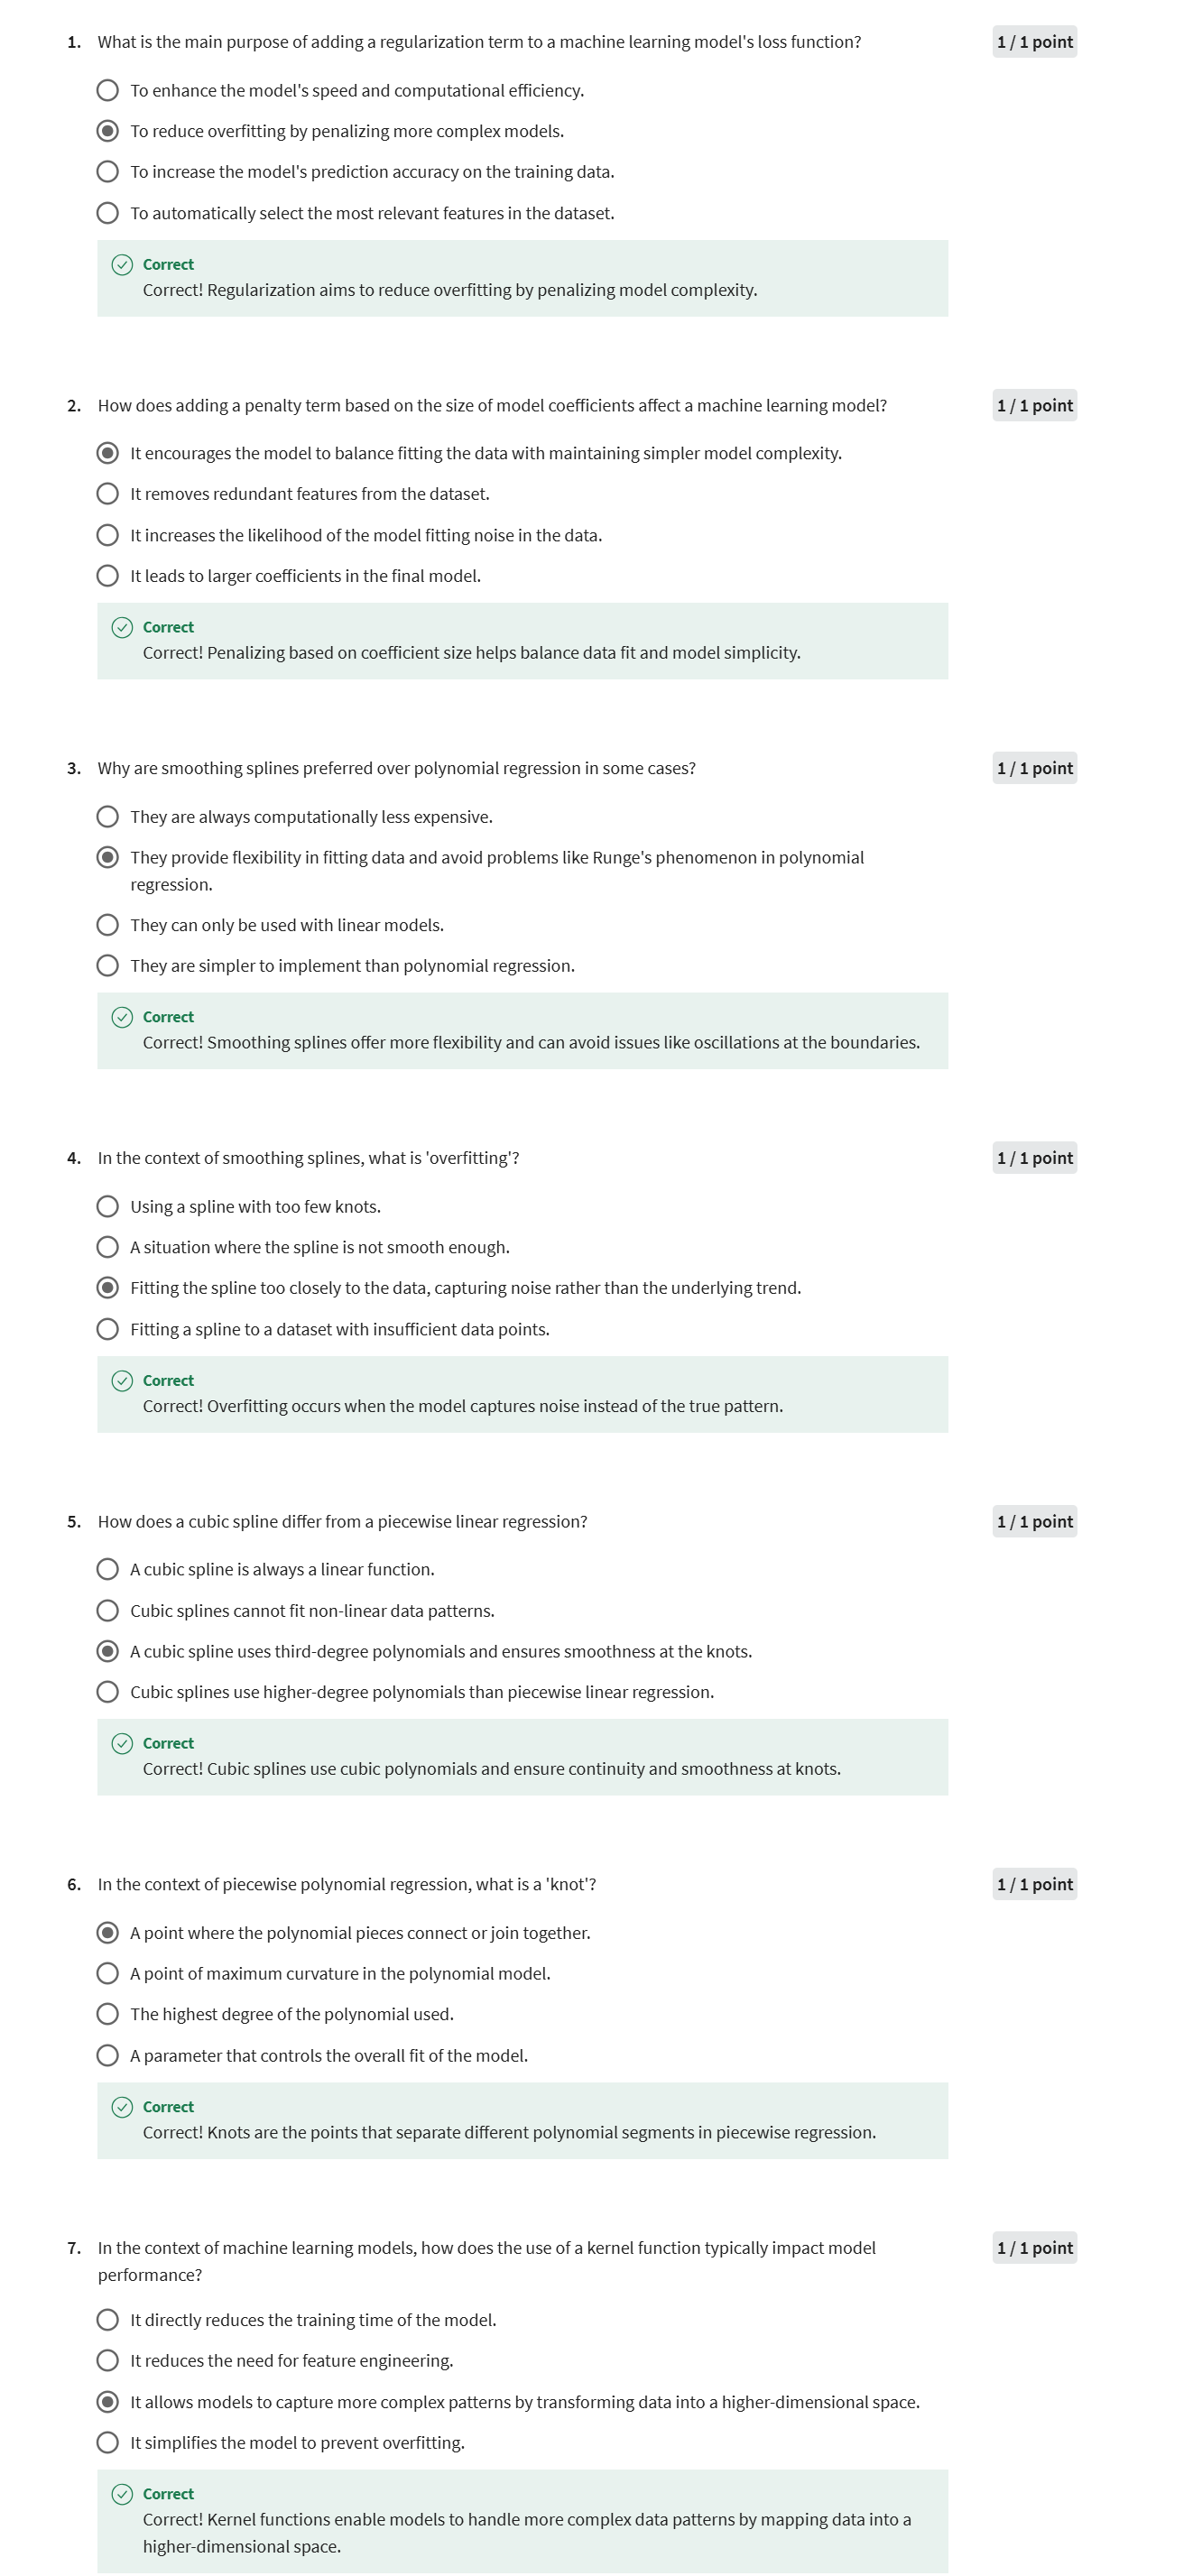 1. What is the main purpose of adding a regularization term to a machine learning model's loss function? 1 / 1 point
To enhance the model's speed and computational efficiency.
To reduce overfitting by penalizing more complex models.
To increase the model's prediction accuracy on the training data.
To automatically select the most relevant features in the dataset.
Correct
Correct! Regularization aims to reduce overfitting by penalizing model complexity.
2. How does adding a penalty term based on the size of model coefficients affect a machine learning model? 1 / 1 point
It encourages the model to balance fitting the data with maintaining simpler model complexity.
It removes redundant features from the dataset.
It increases the likelihood of the model fitting noise in the data.
It leads to larger coefficients in the final model.
Correct
Correct! Penalizing based on coefficient size helps balance data fit and model simplicity.
3. Why are smoothing splines preferred over polynomial regression in some cases? 1 / 1 point
They are always computationally less expensive.
They provide flexibility in fitting data and avoid problems like Runge's phenomenon in polynomial
regression.
They can only be used with linear models.
They are simpler to implement than polynomial regression.
Correct
Correct! Smoothing splines offer more flexibility and can avoid issues like oscillations at the boundaries.
4. In the context of smoothing splines, what is 'overfitting'? 1 / 1 point
Using a spline with too few knots.
A situation where the spline is not smooth enough.
Fitting the spline too closely to the data, capturing noise rather than the underlying trend.
Fitting a spline to a dataset with insufficient data points.
Correct
Correct! Overfitting occurs when the model captures noise instead of the true pattern.
5. How does a cubic spline differ from a piecewise linear regression? 1 / 1 point
A cubic spline is always a linear function.
Cubic splines cannot fit non-linear data patterns.
A cubic spline uses third-degree polynomials and ensures smoothness at the knots.
Cubic splines use higher-degree polynomials than piecewise linear regression.
Correct
Correct! Cubic splines use cubic polynomials and ensure continuity and smoothness at knots.
6. In the context of piecewise polynomial regression, what is a 'knot'? 1 / 1 point
A point where the polynomial pieces connect or join together.
A point of maximum curvature in the polynomial model.
The highest degree of the polynomial used.
A parameter that controls the overall fit of the model.
Correct
Correct! Knots are the points that separate different polynomial segments in piecewise regression.
7. In the context of machine learning models, how does the use of a kernel function typically impact model 1 / 1 point
performance?
It directly reduces the training time of the model.
It reduces the need for feature engineering.
It allows models to capture more complex patterns by transforming data into a higher-dimensional space.
It simplifies the model to prevent overfitting.
Correct
Correct! Kernel functions enable models to handle more complex data patterns by mapping data into a
higher-dimensional space.